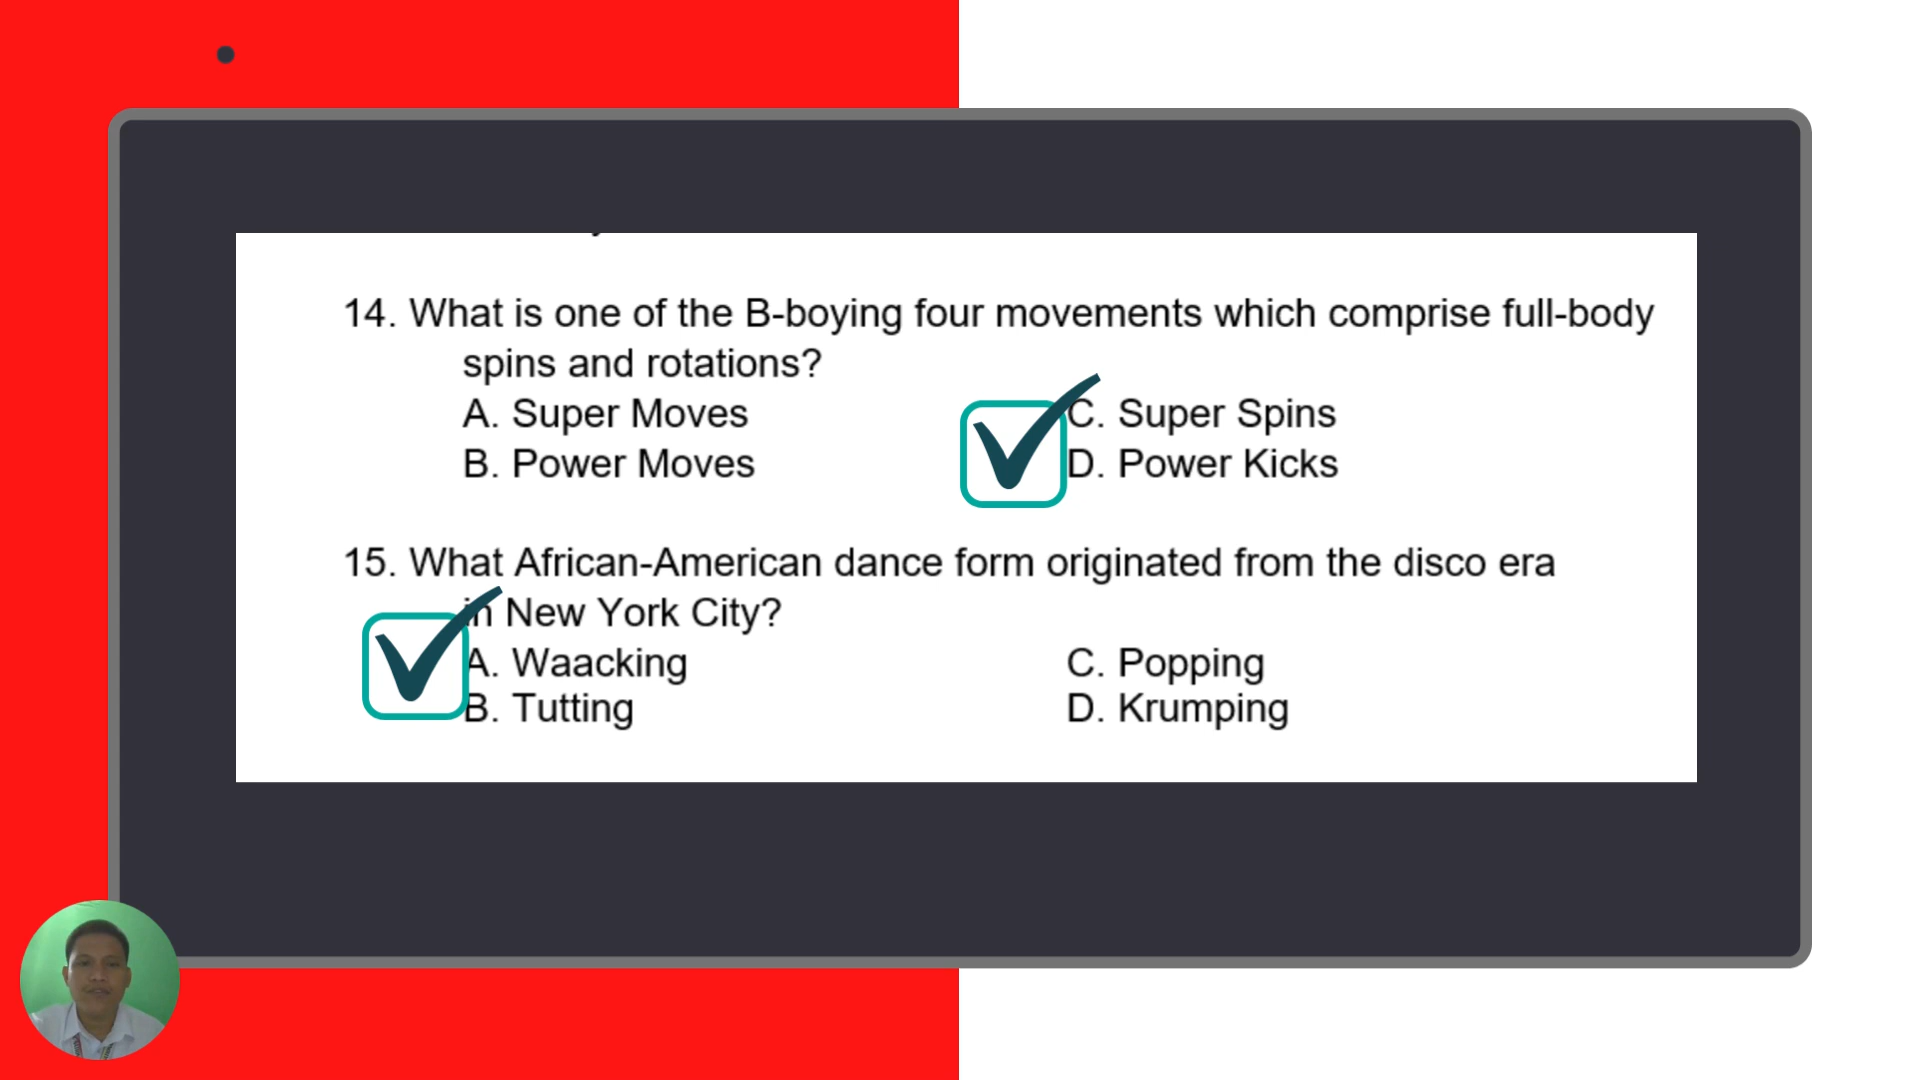 14. What is one of the B-boying four movements which comprise full-body
spins and rotations?
A. Super Moves
C. Super Spins
B. Power Moves
D. Power Kicks
15. What African-American dance form originated from the disco era
in New York City?
A. Waacking
C. Popping
B. Tutting
D. Krumping